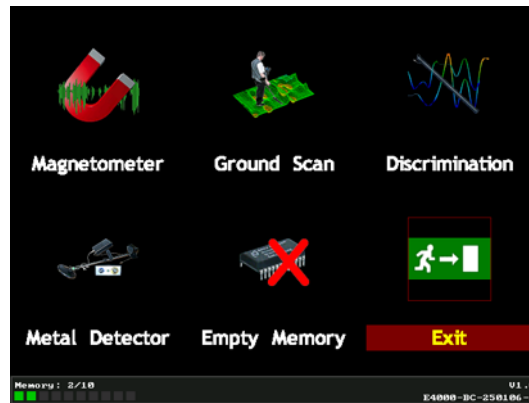 Magnetometer Ground Scan Discrimination
Metal Detector Empty Memory Exit
Memory: 2/10 V1.
E4000-BC-250106-